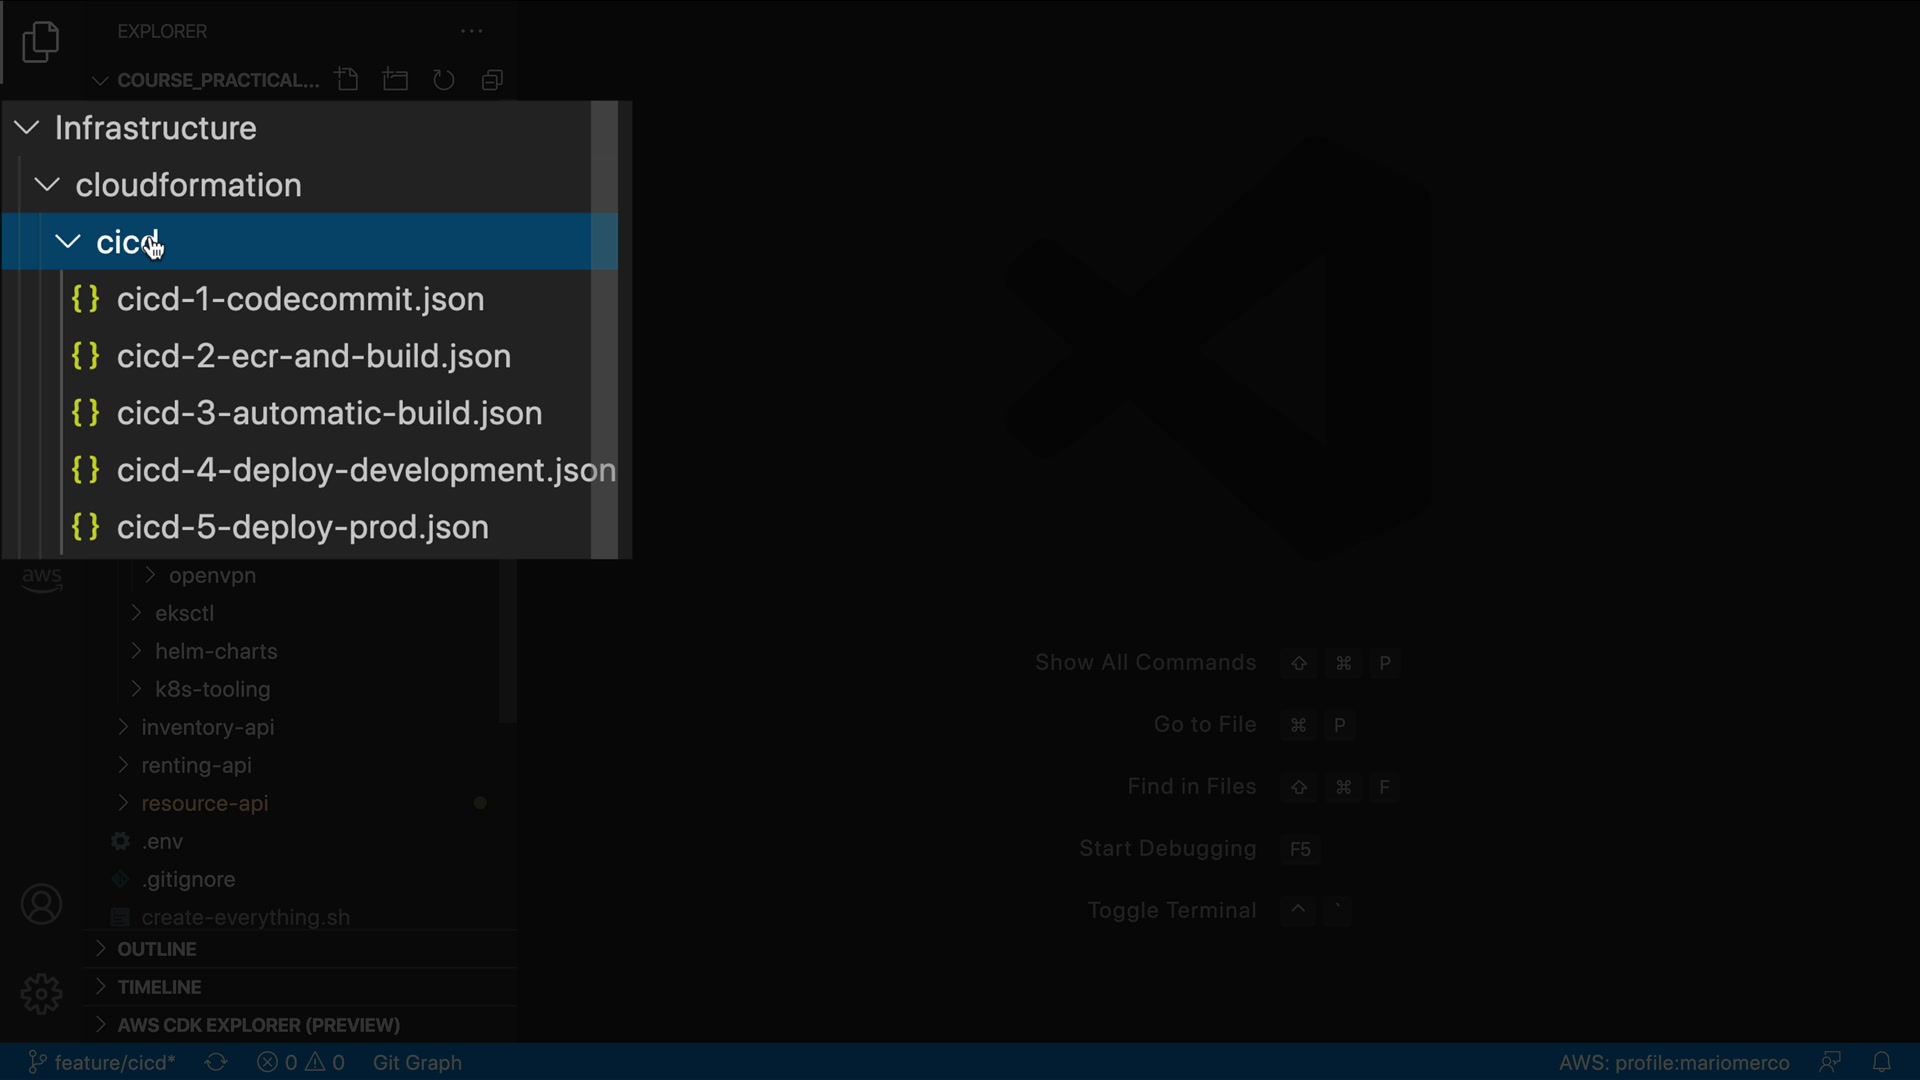 EXPLORER
COURSE_PRACTICAL...
Infrastructure
cloudformation
cicd
{} cicd-1-codecommit.json
{} cicd-2-ecr-and-build.json
{} cicd-3-automatic-build.json
{} cicd-4-deploy-development.json
{} cicd-5-deploy-prod.json
aws
openvpn
eksctl
helm-charts
k8s-tooling
inventory-api
renting-api
resource-api
.env
.gitignore
create-everything.sh
OUTLINE
TIMELINE
AWS CDK EXPLORER (PREVIEW)
Show All Commands ⇧ ⌘ P
Go to File ⌘ P
Find in Files ⇧ ⌘ F
Start Debugging F5
Toggle Terminal ^ `
feature/cicd* 0 0 Git Graph
AWS: profile:mariomerco